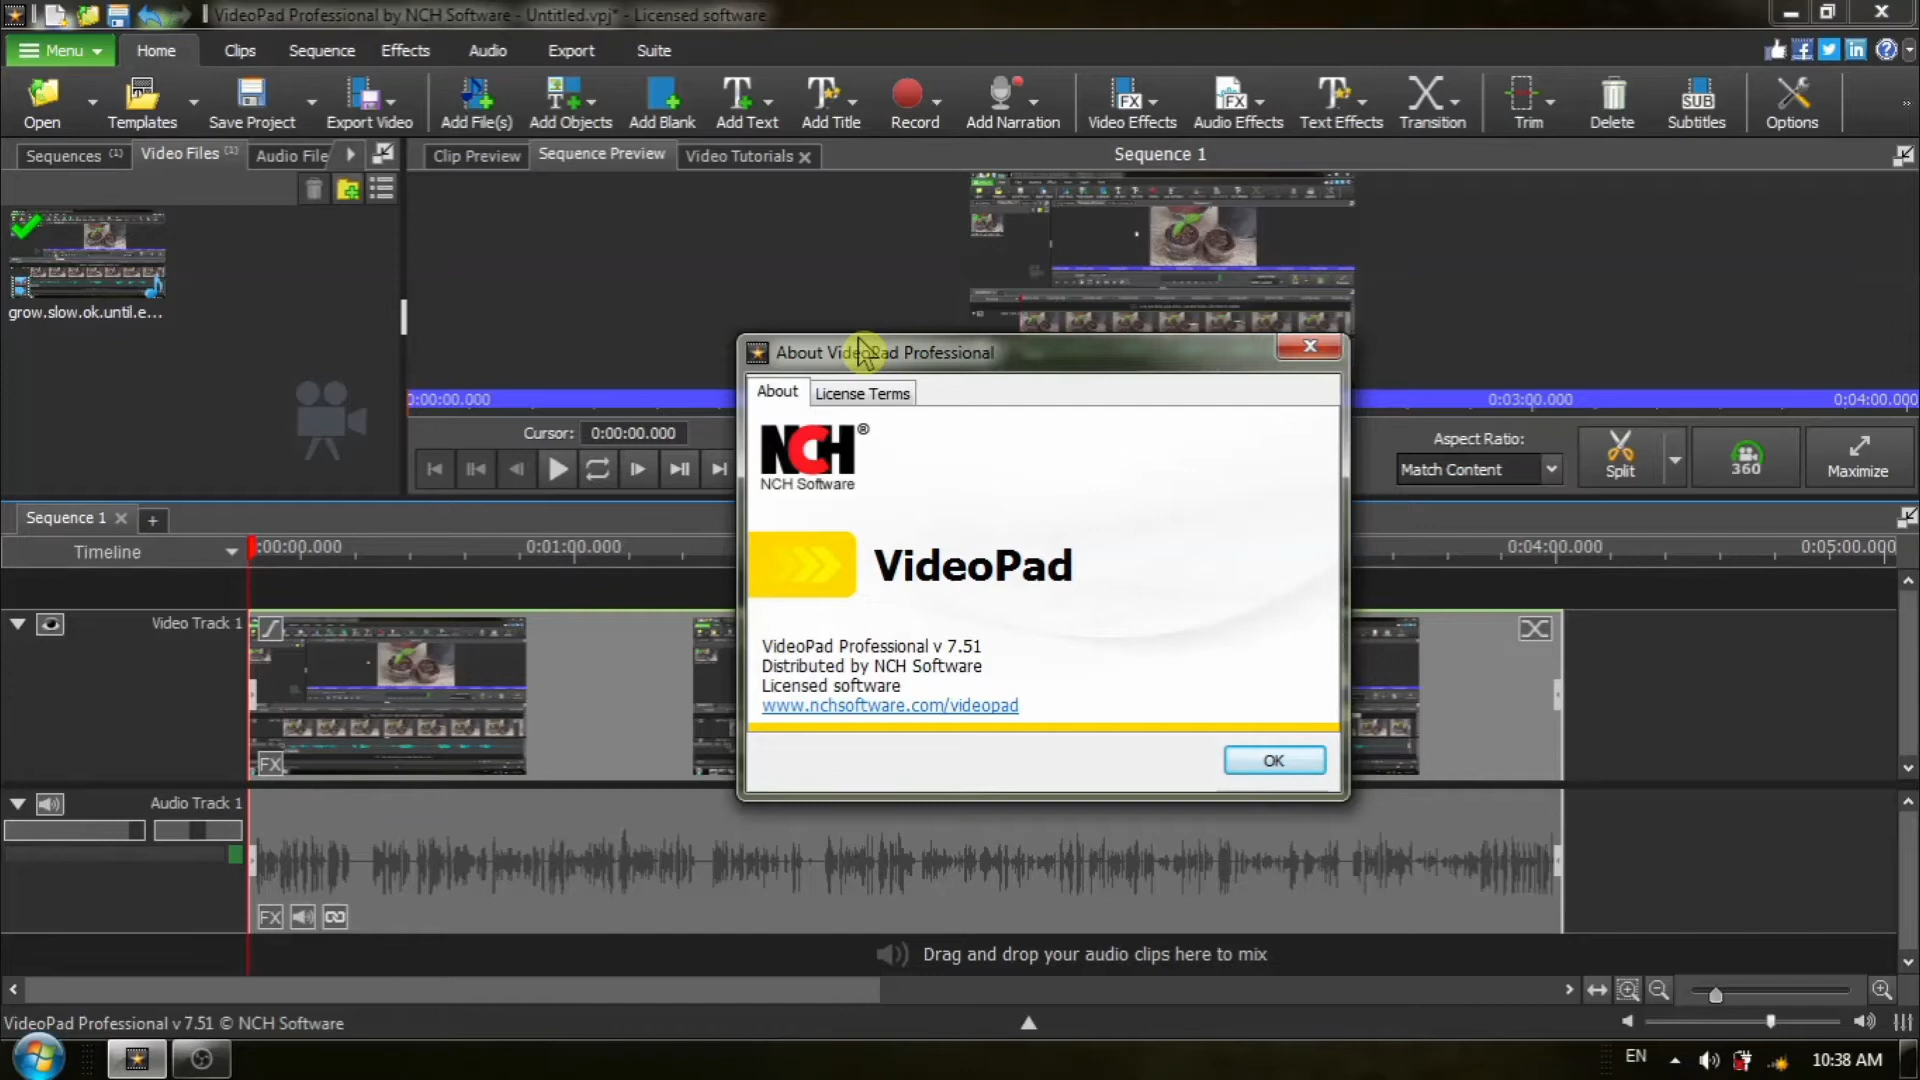 VideoPad Professional by NCH Software - Untitled.vpj* - Licensed software
Menu Home Clips Sequence Effects Audio Export Suite
Open Templates Save Project Export Video Add File(s) Add Objects Add Blank Add Text Add Title Record Add Narration Video Effects Audio Effects Text Effects Transition Trim Delete Subtitles Options
Sequences (1) Video Files (1) Audio File
Clip Preview Sequence Preview Video Tutorials
Sequence 1
grow.slow.ok.until.e...
0:00:00.000 0:03:00.000 0:04:00.000
Cursor: 0:00:00.000
Aspect Ratio:
Match Content
Split
360
Maximize
About VideoPad Professional
About License Terms
NCH®
NCH Software
VideoPad
VideoPad Professional v 7.51
Distributed by NCH Software
Licensed software
www.nchsoftware.com/videopad
OK
Sequence 1
Timeline
:00:00.000 0:01:00.000 0:04:00.000 0:05:00.000
Video Track 1
FX
Audio Track 1
FX
Drag and drop your audio clips here to mix
VideoPad Professional v 7.51 © NCH Software
EN 10:38 AM